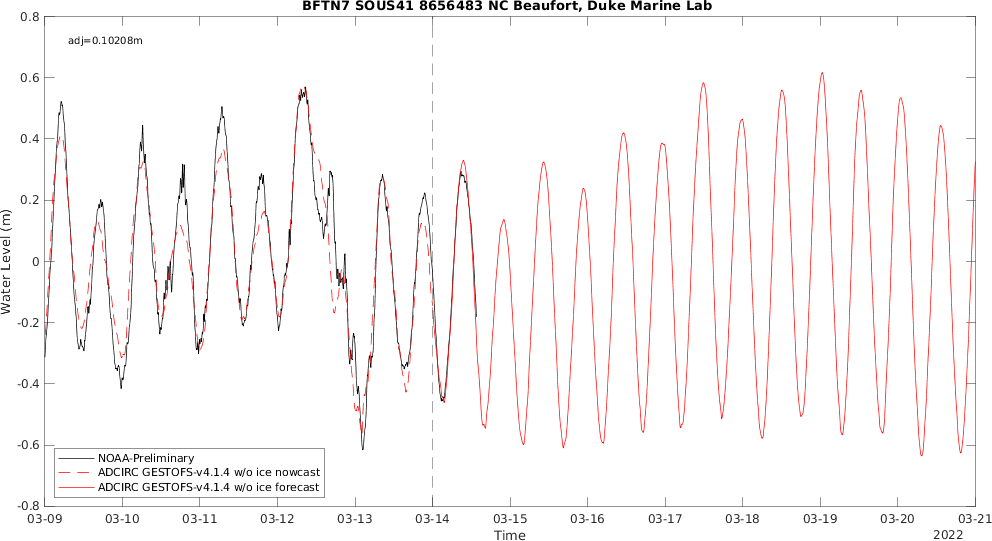 BFTN7 SOUS41 8656483 NC Beaufort, Duke Marine Lab
adj=0.10208m
0.8
0.6
0.4
0.2
0
-0.2
-0.4
-0.6
-0.8
Water Level (m)
NOAA-Preliminary
ADCIRC GESTOFS-v4.1.4 w/o ice nowcast
ADCIRC GESTOFS-v4.1.4 w/o ice forecast
03-09 03-10 03-11 03-12 03-13 03-14 03-15 03-16 03-17 03-18 03-19 03-20 03-21
Time
2022